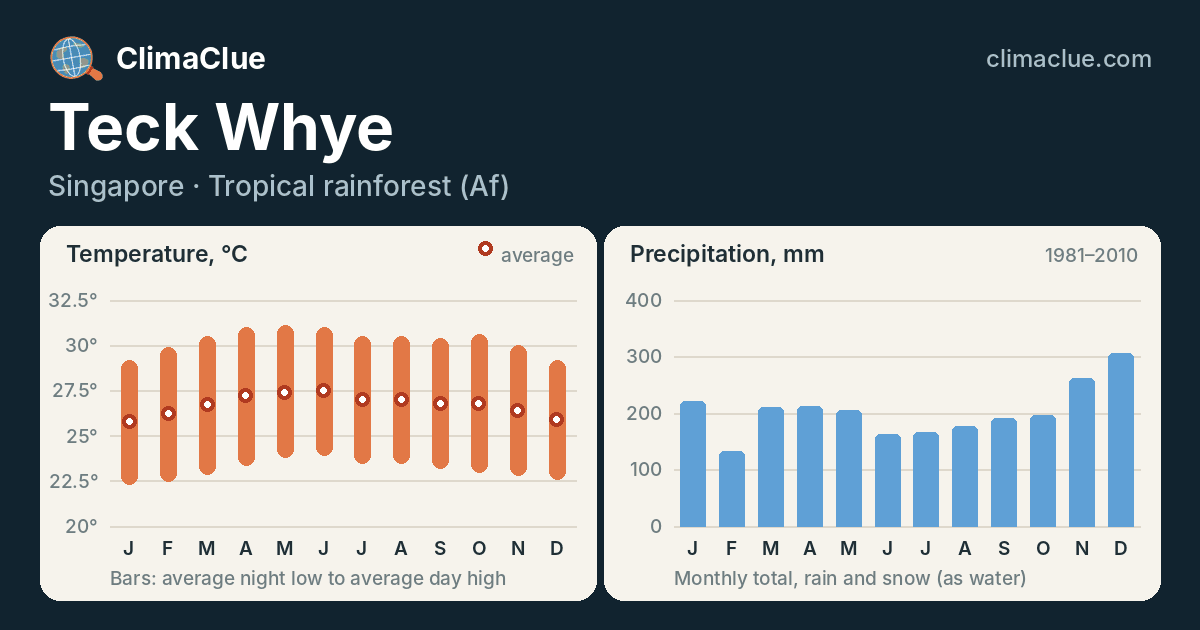 ClimaClue
climaclue.com
Teck Whye
Singapore · Tropical rainforest (Af)
Temperature, °C
average
32.5°
30°
27.5°
25°
22.5°
20°
J F M A M J J A S O N D
Bars: average night low to average day high
Precipitation, mm
1981–2010
400
300
200
100
0
J F M A M J J A S O N D
Monthly total, rain and snow (as water)